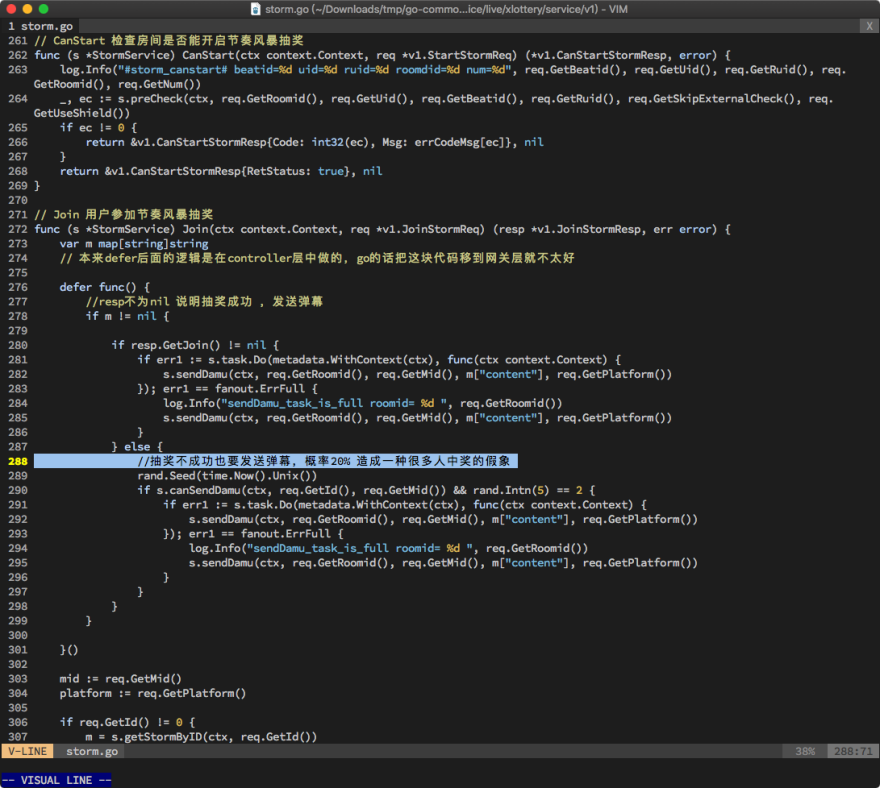 storm.go (~/Downloads/tmp/go-commo...ice/live/xlottery/service/v1) - VIM
1 storm.go X
261 // CanStart 检查房间是否能开启节奏风暴抽奖
262 func (s *StormService) CanStart(ctx context.Context, req *v1.StartStormReq) (*v1.CanStartStormResp, error) {
263     log.Info("#storm_canstart# beatid=%d uid=%d ruid=%d roomdid=%d num=%d", req.GetBeatid(), req.GetUid(), req.GetRuid(), req.
GetRoomid(), req.GetNum())
264     _, ec := s.preCheck(ctx, req.GetRoomid(), req.GetUid(), req.GetBeatid(), req.GetRuid(), req.GetSkipExternalCheck(), req.
GetUseShield())
265     if ec != 0 {
266         return &v1.CanStartStormResp{Code: int32(ec), Msg: errCodeMsg[ec]}, nil
267     }
268     return &v1.CanStartStormResp{RetStatus: true}, nil
269 }
270
271 // Join 用户参加节奏风暴抽奖
272 func (s *StormService) Join(ctx context.Context, req *v1.JoinStormReq) (resp *v1.JoinStormResp, err error) {
273     var m map[string]string
274     // 本来defer后面的逻辑是在controller层中做的, go的话把这块代码移到网关层就不太好
275
276     defer func() {
277         //resp不为nil 说明抽奖成功 , 发送弹幕
278         if m != nil {
279
280             if resp.GetJoin() != nil {
281                 if err1 := s.task.Do(metadata.WithContext(ctx), func(ctx context.Context) {
282                     s.sendDamu(ctx, req.GetRoomid(), req.GetMid(), m["content"], req.GetPlatform())
283                 }); err1 == fanout.ErrFull {
284                     log.Info("sendDamu_task_is_full roomid= %d ", req.GetRoomid())
285                     s.sendDamu(ctx, req.GetRoomid(), req.GetMid(), m["content"], req.GetPlatform())
286                 }
287             } else {
288                 //抽奖不成功也要发送弹幕, 概率20% 造成一种很多人中奖的假象
289                 rand.Seed(time.Now().Unix())
290                 if s.canSendDamu(ctx, req.GetId(), req.GetMid()) && rand.Intn(5) == 2 {
291                     if err1 := s.task.Do(metadata.WithContext(ctx), func(ctx context.Context) {
292                         s.sendDamu(ctx, req.GetRoomid(), req.GetMid(), m["content"], req.GetPlatform())
293                     }); err1 == fanout.ErrFull {
294                         log.Info("sendDamu_task_is_full roomid= %d ", req.GetRoomid())
295                         s.sendDamu(ctx, req.GetRoomid(), req.GetMid(), m["content"], req.GetPlatform())
296                     }
297                 }
298             }
299         }
300
301     }()
302
303     mid := req.GetMid()
304     platform := req.GetPlatform()
305
306     if req.GetId() != 0 {
307         m = s.getStormByID(ctx, req.GetId())
V-LINE storm.go 38% 288:71
-- VISUAL LINE --